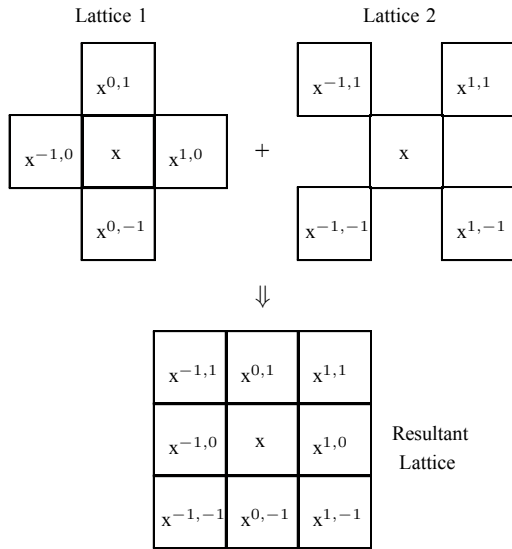 Lattice 1 Lattice 2
x^{0,1} x^{-1,1} x^{1,1}
x^{-1,0} x x^{1,0} + x
x^{0,-1} x^{-1,-1} x^{1,-1}
⇓
x^{-1,1} x^{0,1} x^{1,1}
x^{-1,0} x x^{1,0} Resultant
Lattice
x^{-1,-1} x^{0,-1} x^{1,-1}